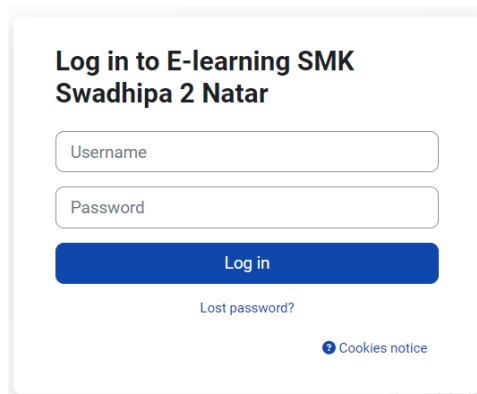 Log in to E-learning SMK
Swadhipa 2 Natar
Username
Password
Log in
Lost password?
Cookies notice